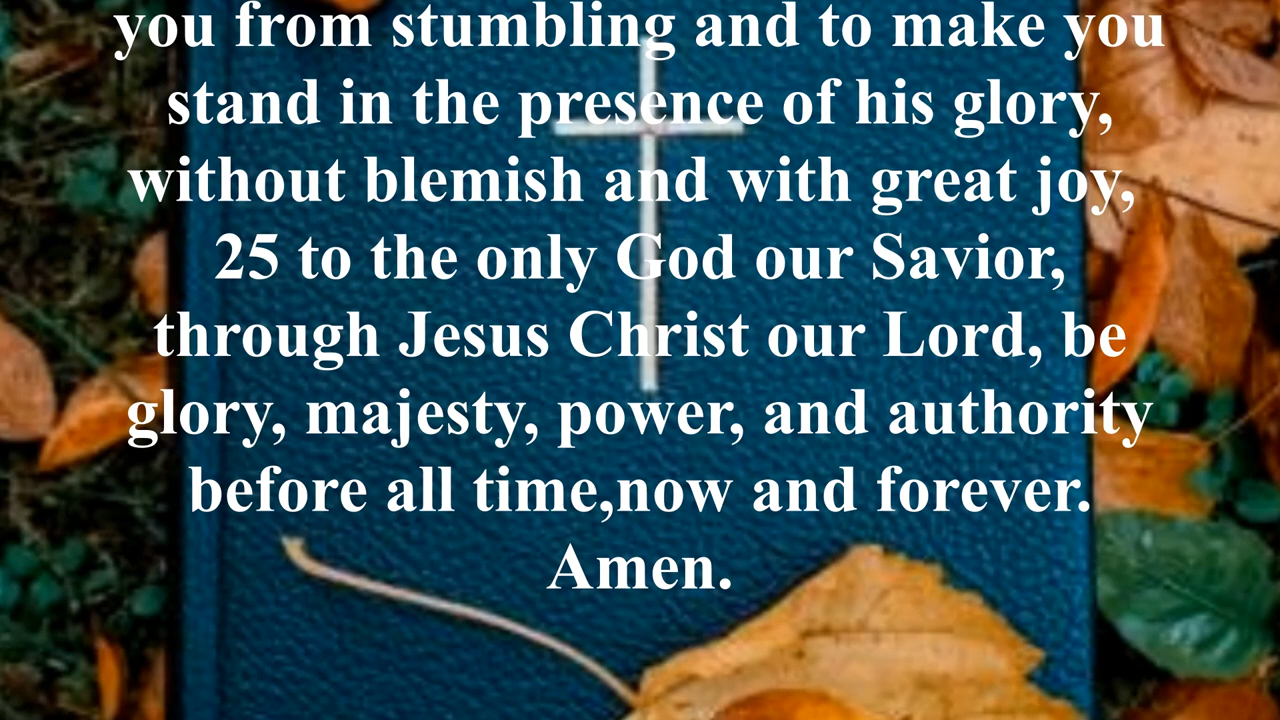 you from stumbling and to make you
stand in the presence of his glory,
without blemish and with great joy,
25 to the only God our Savior,
through Jesus Christ our Lord, be
glory, majesty, power, and authority
before all time,now and forever.
Amen.